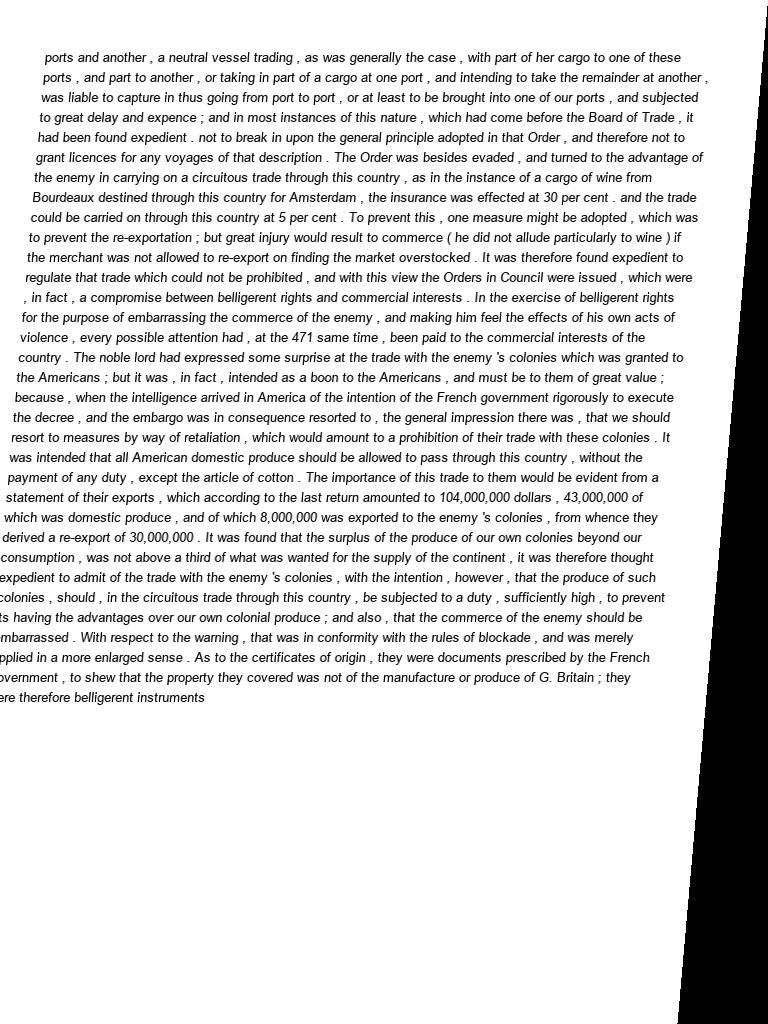 ports and another , a neutral vessel trading , as was generally the case , with part of her cargo to one of these
ports , and part to another , or taking in part of a cargo at one port , and intending to take the remainder at another ,
was liable to capture in thus going from port to port , or at least to be brought into one of our ports , and subjected
to great delay and expence ; and in most instances of this nature , which had come before the Board of Trade , it
had been found expedient . not to break in upon the general principle adopted in that Order , and therefore not to
grant licences for any voyages of that description . The Order was besides evaded , and turned to the advantage of
the enemy in carrying on a circuitous trade through this country , as in the instance of a cargo of wine from
Bourdeaux destined through this country for Amsterdam , the insurance was effected at 30 per cent . and the trade
could be carried on through this country at 5 per cent . To prevent this , one measure might be adopted , which was
to prevent the re-exportation ; but great injury would result to commerce ( he did not allude particularly to wine ) if
the merchant was not allowed to re-export on finding the market overstocked . It was therefore found expedient to
regulate that trade which could not be prohibited , and with this view the Orders in Council were issued , which were
, in fact , a compromise between belligerent rights and commercial interests . In the exercise of belligerent rights
for the purpose of embarrassing the commerce of the enemy , and making him feel the effects of his own acts of
violence , every possible attention had , at the 471 same time , been paid to the commercial interests of the
country . The noble lord had expressed some surprise at the trade with the enemy 's colonies which was granted to
the Americans ; but it was , in fact , intended as a boon to the Americans , and must be to them of great value ;
because , when the intelligence arrived in America of the intention of the French government rigorously to execute
the decree , and the embargo was in consequence resorted to , the general impression there was , that we should
resort to measures by way of retaliation , which would amount to a prohibition of their trade with these colonies . It
was intended that all American domestic produce should be allowed to pass through this country , without the
payment of any duty , except the article of cotton . The importance of this trade to them would be evident from a
statement of their exports , which according to the last return amounted to 104,000,000 dollars , 43,000,000 of
which was domestic produce , and of which 8,000,000 was exported to the enemy 's colonies , from whence they
derived a re-export of 30,000,000 . It was found that the surplus of the produce of our own colonies beyond our
consumption , was not above a third of what was wanted for the supply of the continent , it was therefore thought
expedient to admit of the trade with the enemy 's colonies , with the intention , however , that the produce of such
colonies , should , in the circuitous trade through this country , be subjected to a duty , sufficiently high , to prevent
ts having the advantages over our own colonial produce ; and also , that the commerce of the enemy should be
mbarrassed . With respect to the warning , that was in conformity with the rules of blockade , and was merely
pplied in a more enlarged sense . As to the certificates of origin , they were documents prescribed by the French
overnment , to shew that the property they covered was not of the manufacture or produce of G. Britain ; they
ere therefore belligerent instruments